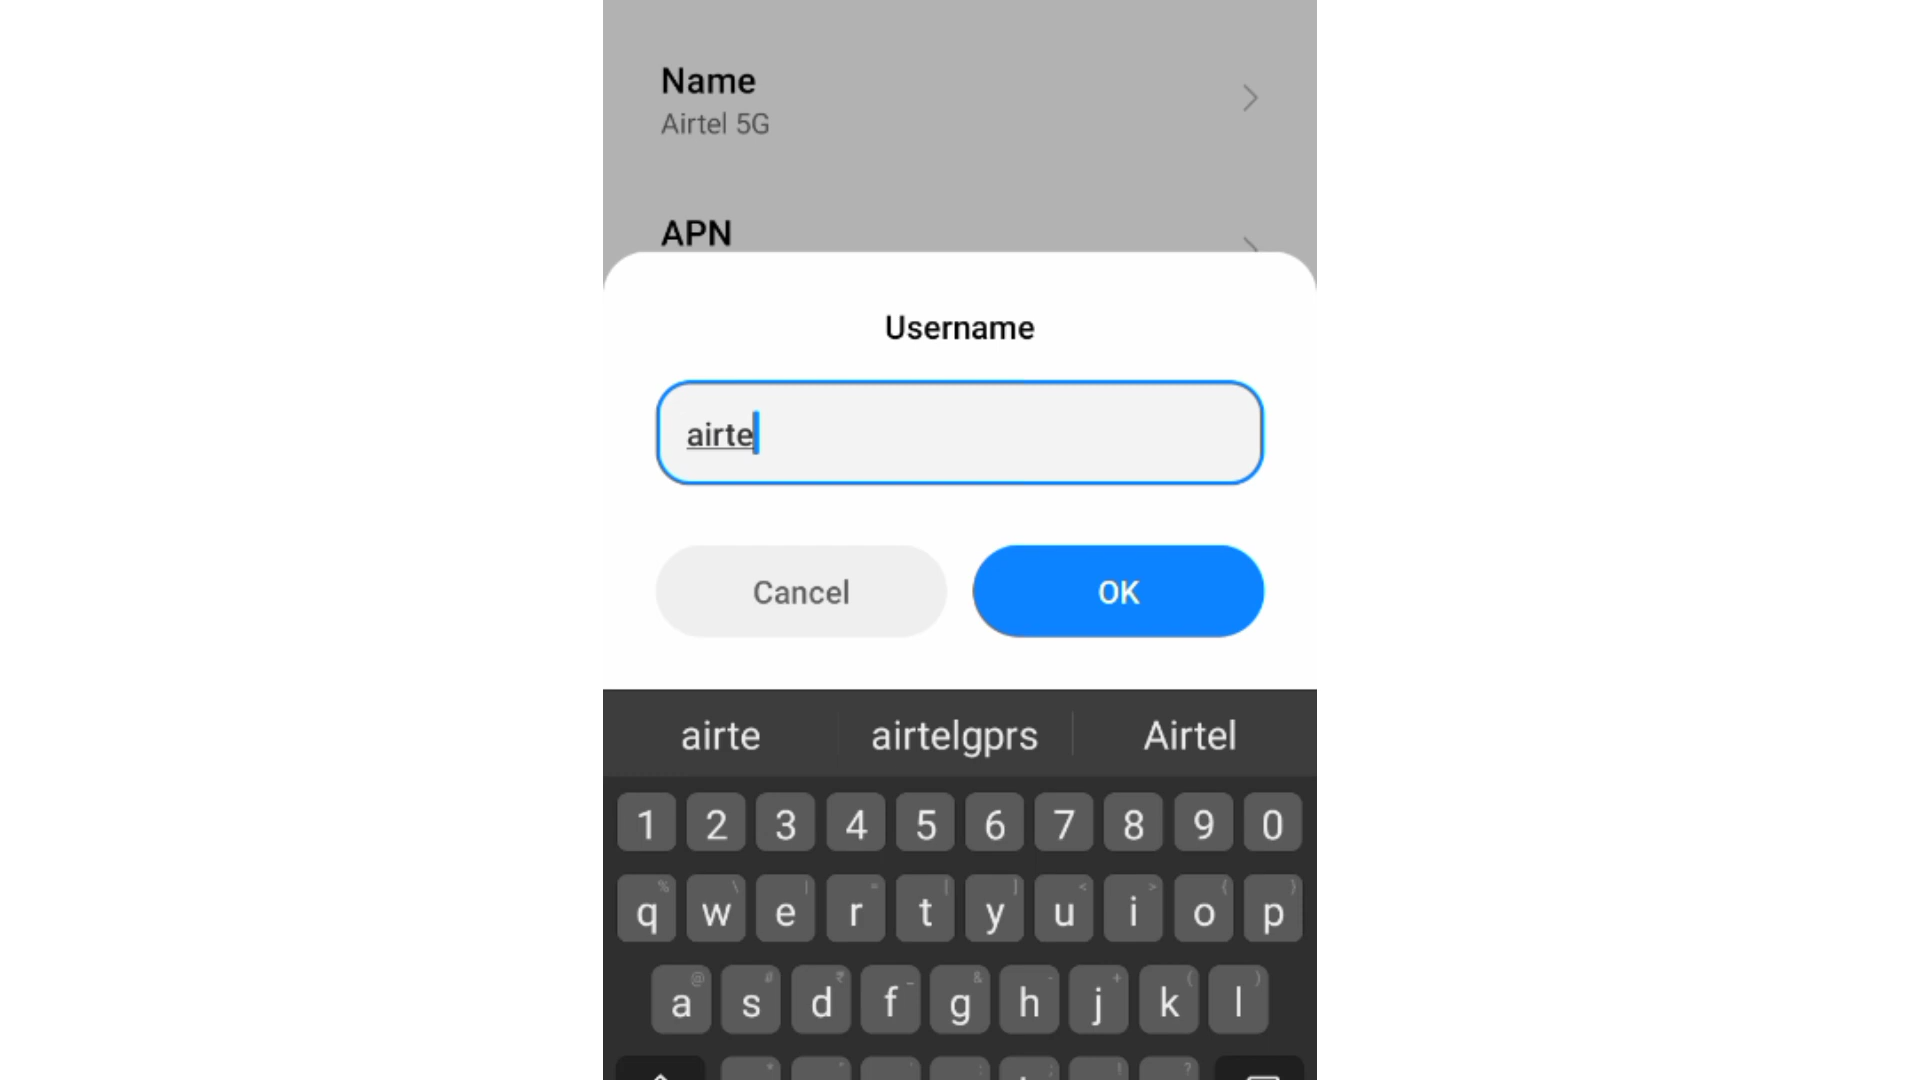 Name
Airtel 5G
APN
Username
airte
Cancel OK
airte airtelgprs Airtel
1 2 3 4 5 6 7 8 9 0
% \ | = [ ] < > { }
q w e r t y u i o p
@ # ₹ _ & - + ( )
a s d f g h j k l